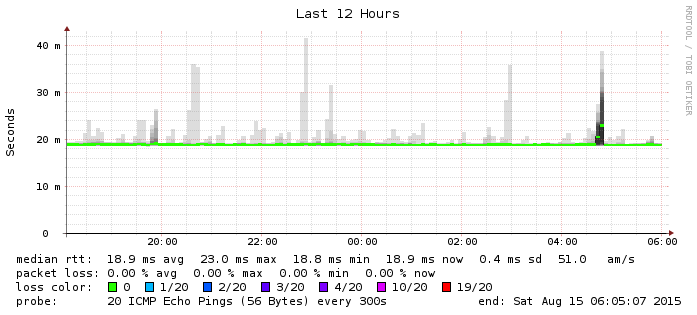 Last 12 Hours
RRDTOOL / TOBI OETIKER
Seconds
40 m
30 m
20 m
10 m
0
20:00 22:00 00:00 02:00 04:00 06:00
median rtt: 18.9 ms avg 23.0 ms max 18.8 ms min 18.9 ms now 0.4 ms sd 51.0 am/s
packet loss: 0.00 % avg 0.00 % max 0.00 % min 0.00 % now
loss color: 0 1/20 2/20 3/20 4/20 10/20 19/20
probe: 20 ICMP Echo Pings (56 Bytes) every 300s end: Sat Aug 15 06:05:07 2015